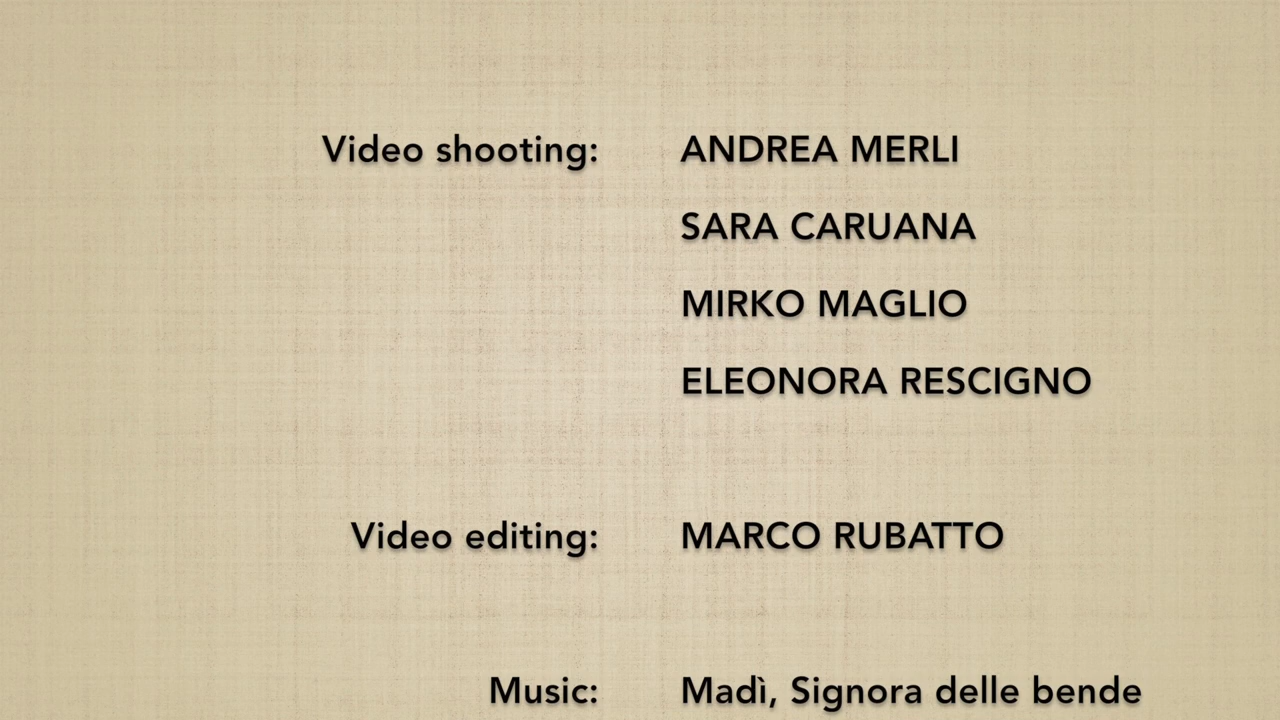 Video shooting: ANDREA MERLI
SARA CARUANA
MIRKO MAGLIO
ELEONORA RESCIGNO
Video editing: MARCO RUBATTO
Music: Madì, Signora delle bende